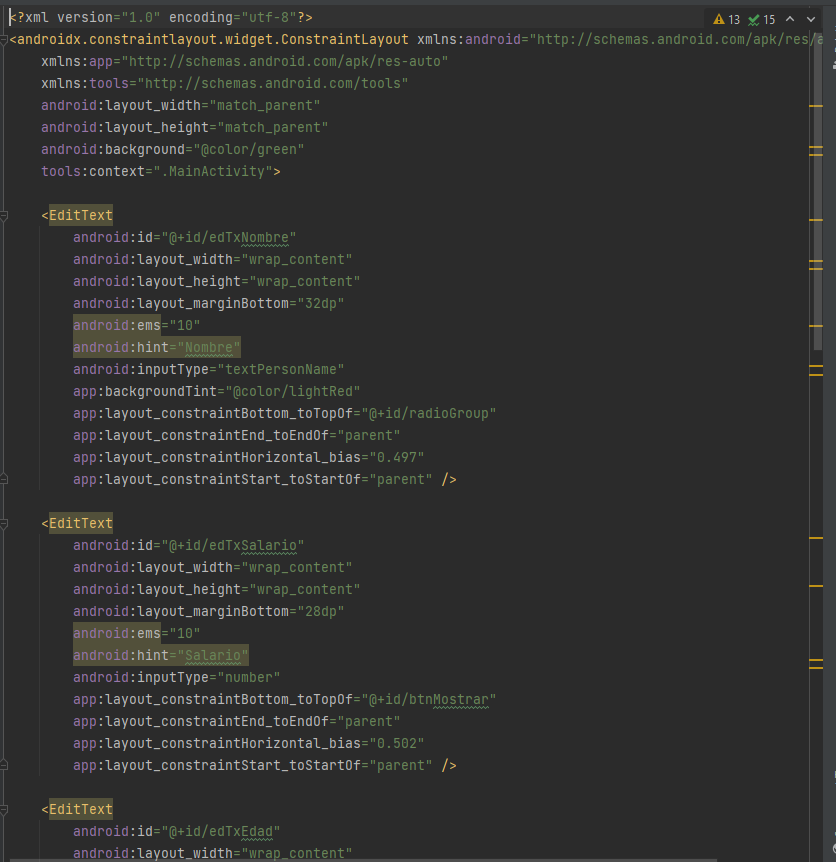 <?xml version="1.0" encoding="utf-8"?>
13 15
<androidx.constraintlayout.widget.ConstraintLayout xmlns:android="http://schemas.android.com/apk/res/a
    xmlns:app="http://schemas.android.com/apk/res-auto"
    xmlns:tools="http://schemas.android.com/tools"
    android:layout_width="match_parent"
    android:layout_height="match_parent"
    android:background="@color/green"
    tools:context=".MainActivity">

    <EditText
        android:id="@+id/edTxNombre"
        android:layout_width="wrap_content"
        android:layout_height="wrap_content"
        android:layout_marginBottom="32dp"
        android:ems="10"
        android:hint="Nombre"
        android:inputType="textPersonName"
        app:backgroundTint="@color/lightRed"
        app:layout_constraintBottom_toTopOf="@+id/radioGroup"
        app:layout_constraintEnd_toEndOf="parent"
        app:layout_constraintHorizontal_bias="0.497"
        app:layout_constraintStart_toStartOf="parent" />

    <EditText
        android:id="@+id/edTxSalario"
        android:layout_width="wrap_content"
        android:layout_height="wrap_content"
        android:layout_marginBottom="28dp"
        android:ems="10"
        android:hint="Salario"
        android:inputType="number"
        app:layout_constraintBottom_toTopOf="@+id/btnMostrar"
        app:layout_constraintEnd_toEndOf="parent"
        app:layout_constraintHorizontal_bias="0.502"
        app:layout_constraintStart_toStartOf="parent" />

    <EditText
        android:id="@+id/edTxEdad"
        android:layout_width="wrap_content"